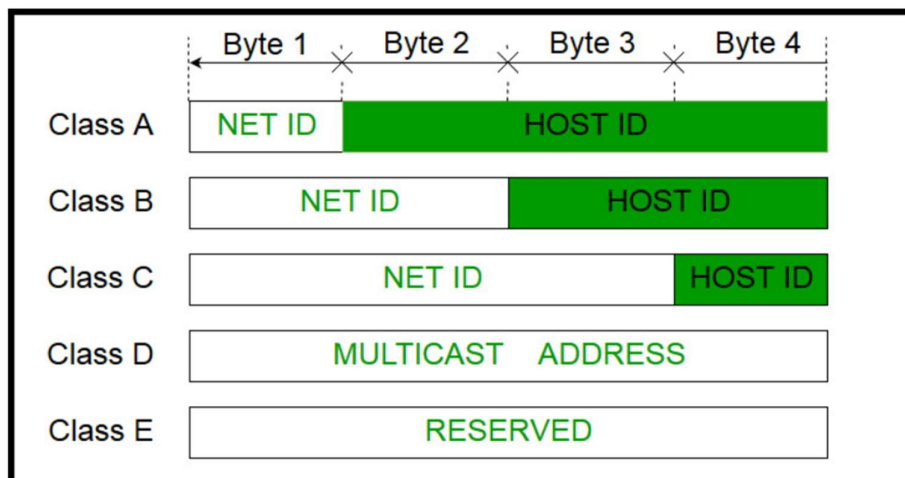 Byte 1 Byte 2 Byte 3 Byte 4
Class A NET ID HOST ID
Class B NET ID HOST ID
Class C NET ID HOST ID
Class D MULTICAST ADDRESS
Class E RESERVED